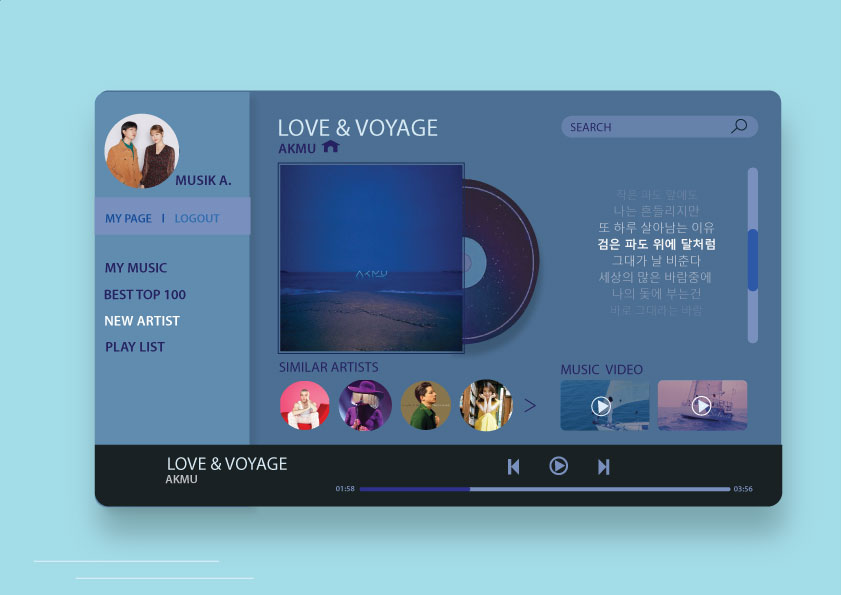 MUSIK A.
MY PAGE I LOGOUT
MY MUSIC
BEST TOP 100
NEW ARTIST
PLAY LIST
LOVE & VOYAGE
AKMU
SEARCH
AKMU
작은 파도 앞에도
나는 흔들리지만
또 하루 살아남는 이유
검은 파도 위에 달처럼
그대가 날 비춘다
세상의 많은 바람중에
나의 돛에 부는건
바로 그대라는 바람
SIMILAR ARTISTS
>
MUSIC VIDEO
LOVE & VOYAGE
AKMU
01:58
03:56